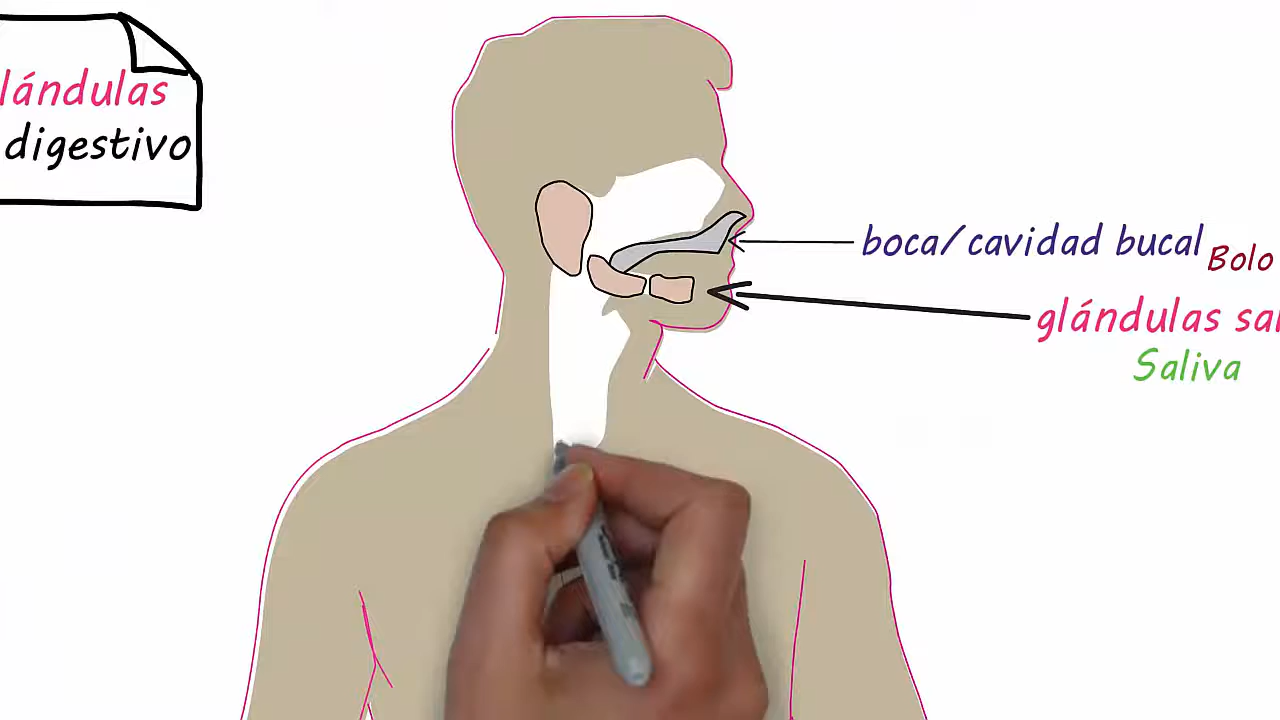 lándulas
digestivo
boca/cavidad bucal
Bolo
glándulas sal
Saliva